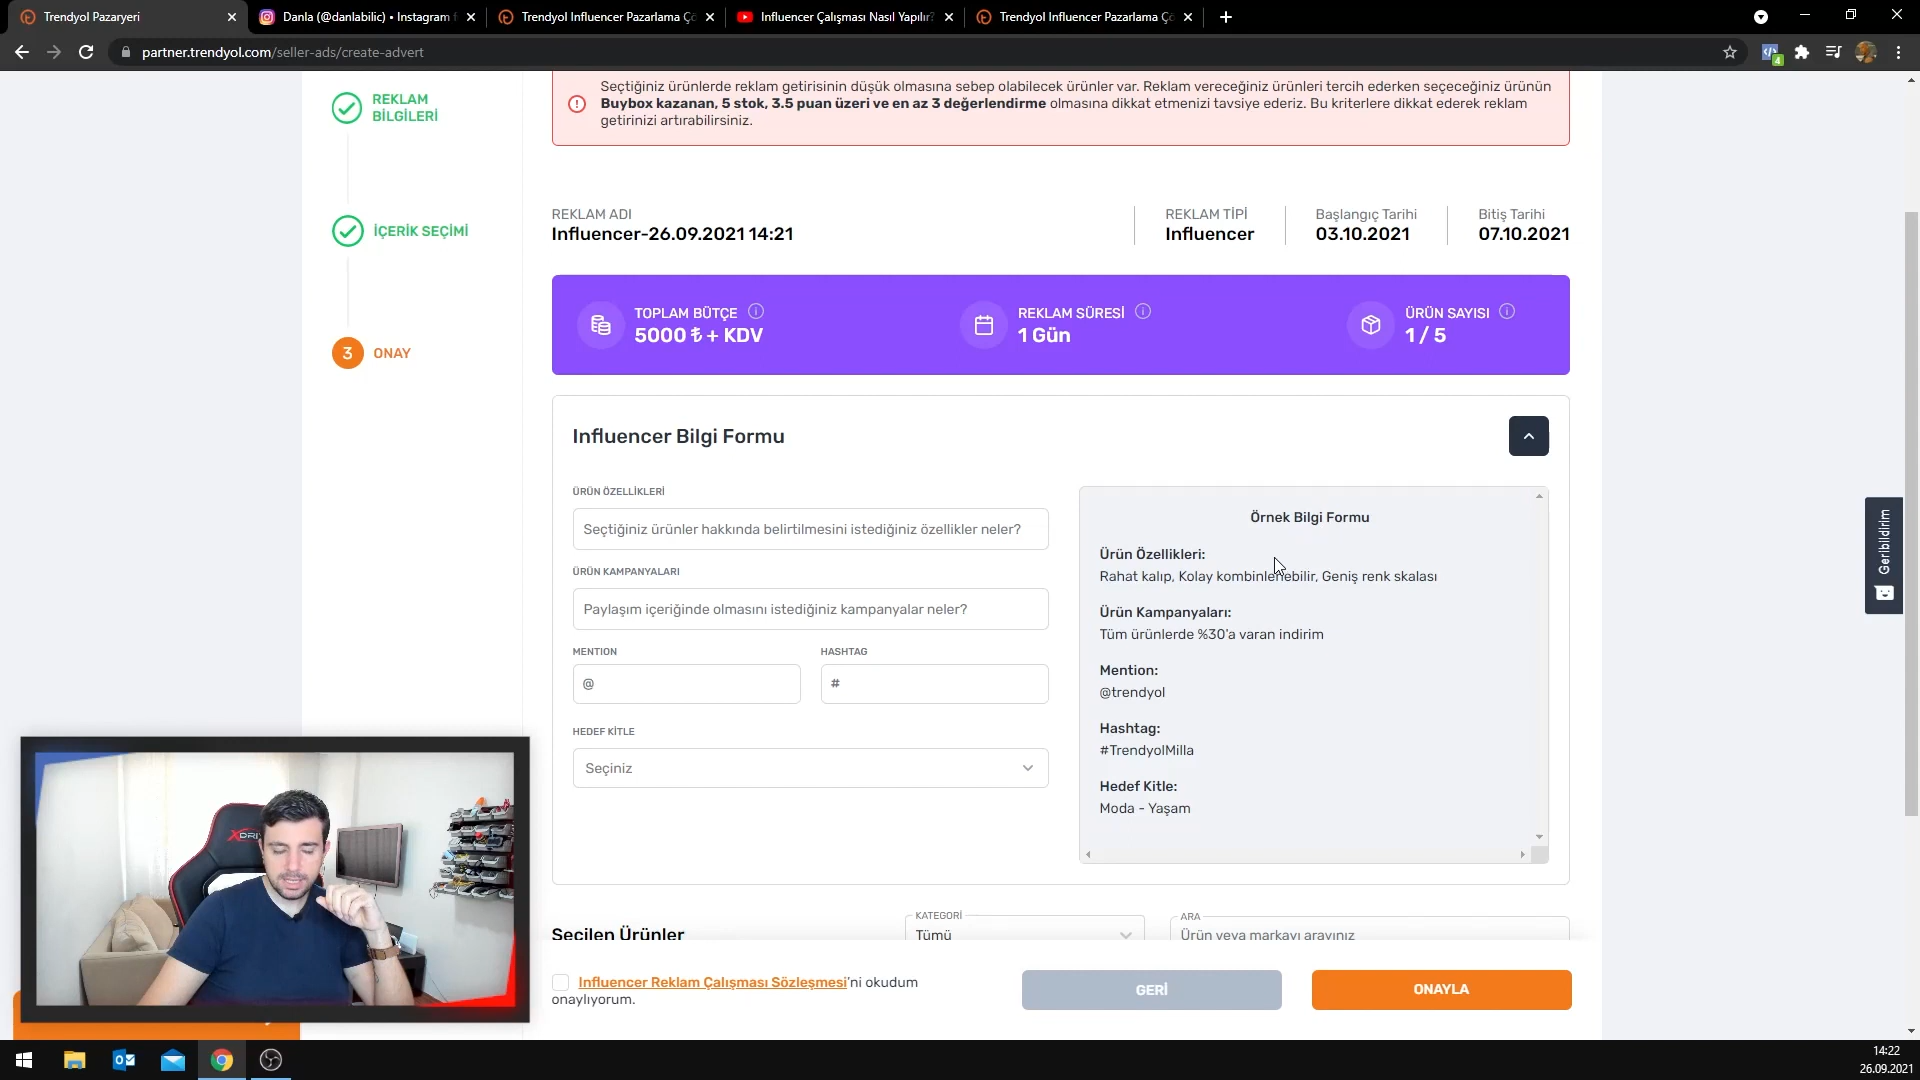 Trendyol Pazaryeri
Danla (@danlabilic) • Instagram f
Trendyol Influencer Pazarlama Ço
Influencer Çalışması Nasıl Yapılır?
Trendyol Influencer Pazarlama Ço
partner.trendyol.com/seller-ads/create-advert
4
REKLAM
BİLGİLERİ
İÇERİK SEÇİMİ
3 ONAY
Seçtiğiniz ürünlerde reklam getirisinin düşük olmasına sebep olabilecek ürünler var. Reklam vereceğiniz ürünleri tercih ederken seçeceğiniz ürünün
Buybox kazanan, 5 stok, 3.5 puan üzeri ve en az 3 değerlendirme olmasına dikkat etmenizi tavsiye ederiz. Bu kriterlere dikkat ederek reklam
getirinizi artırabilirsiniz.
REKLAM ADI
Influencer-26.09.2021 14:21
REKLAM TİPİ
Influencer
Başlangıç Tarihi
03.10.2021
Bitiş Tarihi
07.10.2021
TOPLAM BÜTÇE
5000 ₺ + KDV
REKLAM SÜRESİ
1 Gün
ÜRÜN SAYISI
1 / 5
Influencer Bilgi Formu
ÜRÜN ÖZELLİKLERİ
Seçtiğiniz ürünler hakkında belirtilmesini istediğiniz özellikler neler?
ÜRÜN KAMPANYALARI
Paylaşım içeriğinde olmasını istediğiniz kampanyalar neler?
MENTION
@
HASHTAG
#
HEDEF KİTLE
Seçiniz
Örnek Bilgi Formu
Ürün Özellikleri:
Rahat kalıp, Kolay kombinlenebilir, Geniş renk skalası
Ürün Kampanyaları:
Tüm ürünlerde %30'a varan indirim
Mention:
@trendyol
Hashtag:
#TrendyolMilla
Hedef Kitle:
Moda - Yaşam
Geribildirim
Seçilen Ürünler
KATEGORİ
Tümü
ARA
Ürün veya markayı arayınız
Influencer Reklam Çalışması Sözleşmesi'ni okudum
onaylıyorum.
GERİ
ONAYLA
14:22
26.09.2021